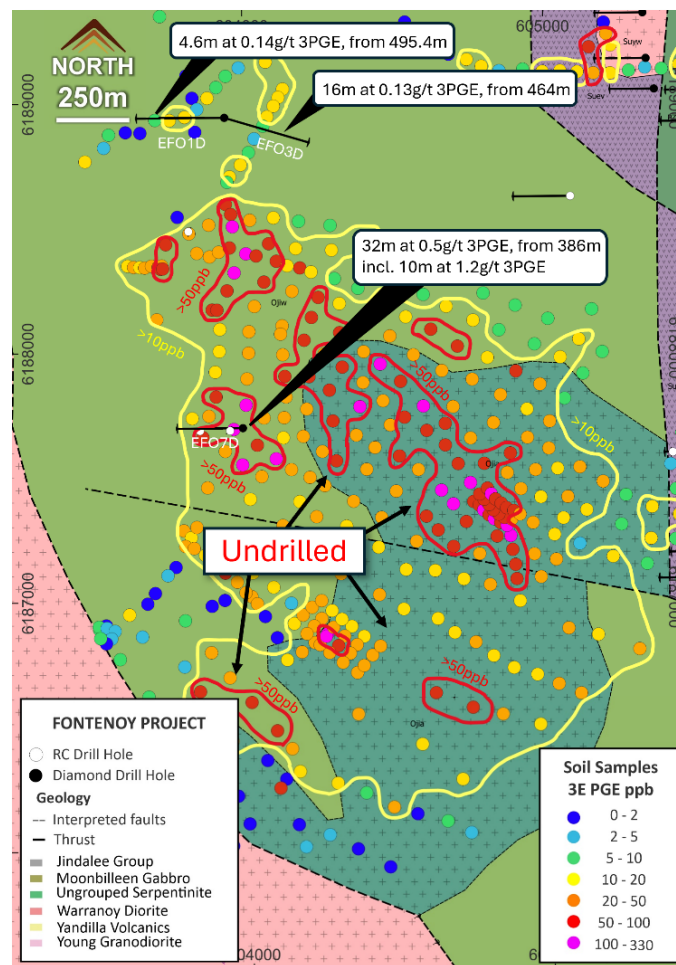 605000
4.6m at 0.14g/t 3PGE, from 495.4m
Suyw
NORTH
250m
16m at 0.13g/t 3PGE, from 464m
Suev
6189000
EFO1D
EFO3D
32m at 0.5g/t 3PGE, from 386m
incl. 10m at 1.2g/t 3PGE
>50ppb
Ojiw
>10ppb
6188000
>50ppb
>10ppb
EFO7D
>50ppb
Undrilled
6187000
>50ppb
>50ppb
Ojia
FONTENOY PROJECT
RC Drill Hole
Diamond Drill Hole
Geology
Interpreted faults
Thrust
Jindalee Group
Moonbilleen Gabbro
Ungrouped Serpentinite
Warranoy Diorite
Yandilla Volcanics
Young Granodiorite
Soil Samples
3E PGE ppb
0 - 2
2 - 5
5 - 10
10 - 20
20 - 50
50 - 100
100 - 330